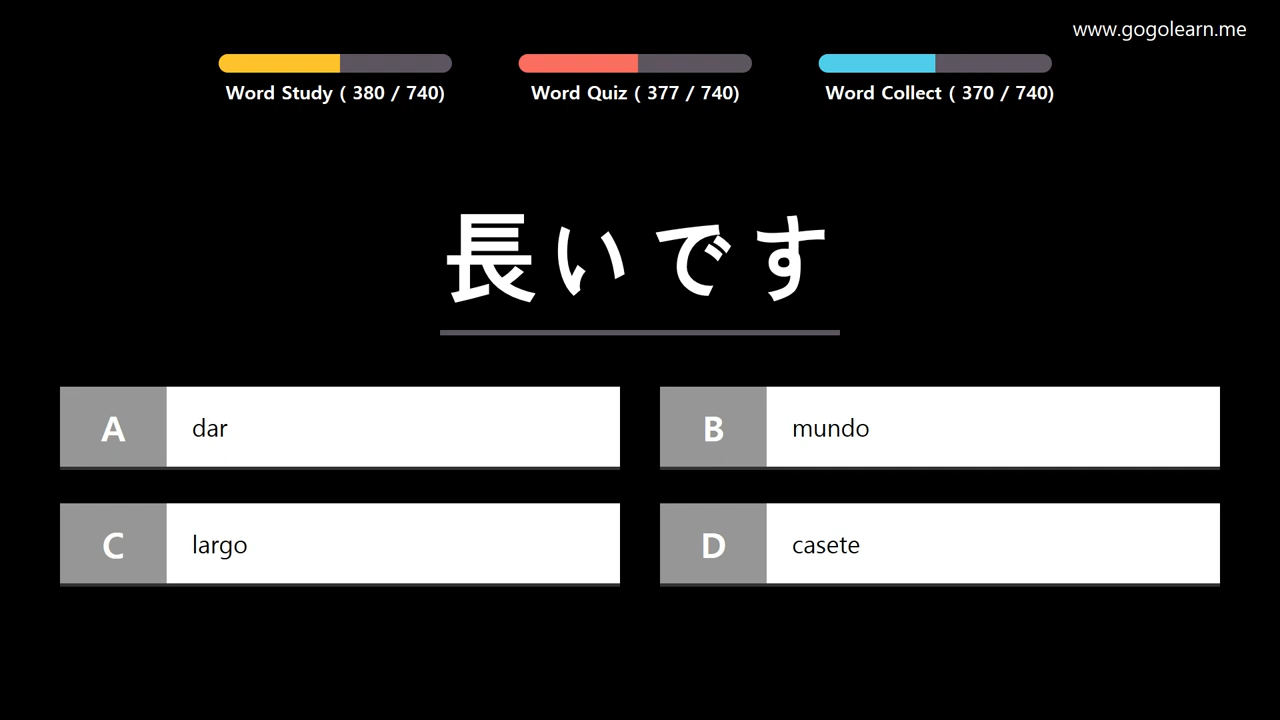 www.gogolearn.me
Word Study ( 380 / 740)
Word Quiz ( 377 / 740)
Word Collect ( 370 / 740)
長いです
A dar
B mundo
C largo
D casete